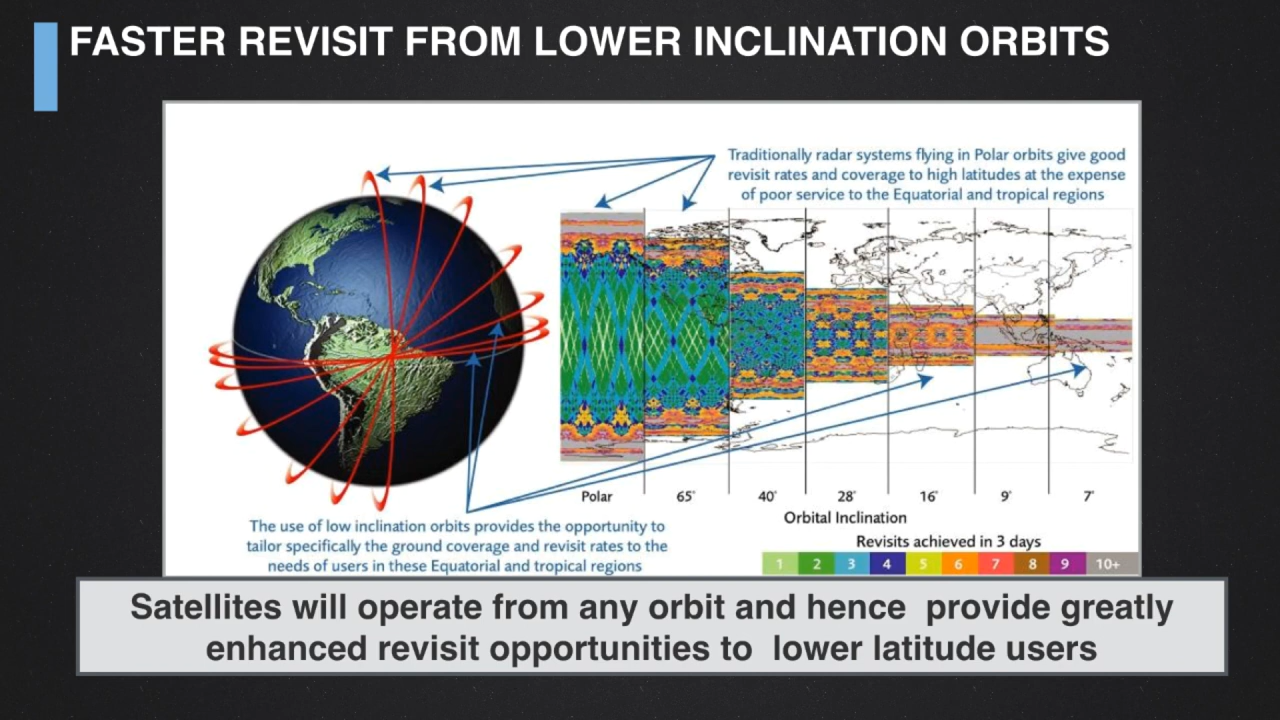 FASTER REVISIT FROM LOWER INCLINATION ORBITS
Traditionally radar systems flying in Polar orbits give good
revisit rates and coverage to high latitudes at the expense
of poor service to the Equatorial and tropical regions
Polar 65° 40° 28° 16° 9° 7°
Orbital Inclination
The use of low inclination orbits provides the opportunity to
tailor specifically the ground coverage and revisit rates to the
needs of users in these Equatorial and tropical regions
Revisits achieved in 3 days
1 2 3 4 5 6 7 8 9 10+
Satellites will operate from any orbit and hence provide greatly
enhanced revisit opportunities to lower latitude users